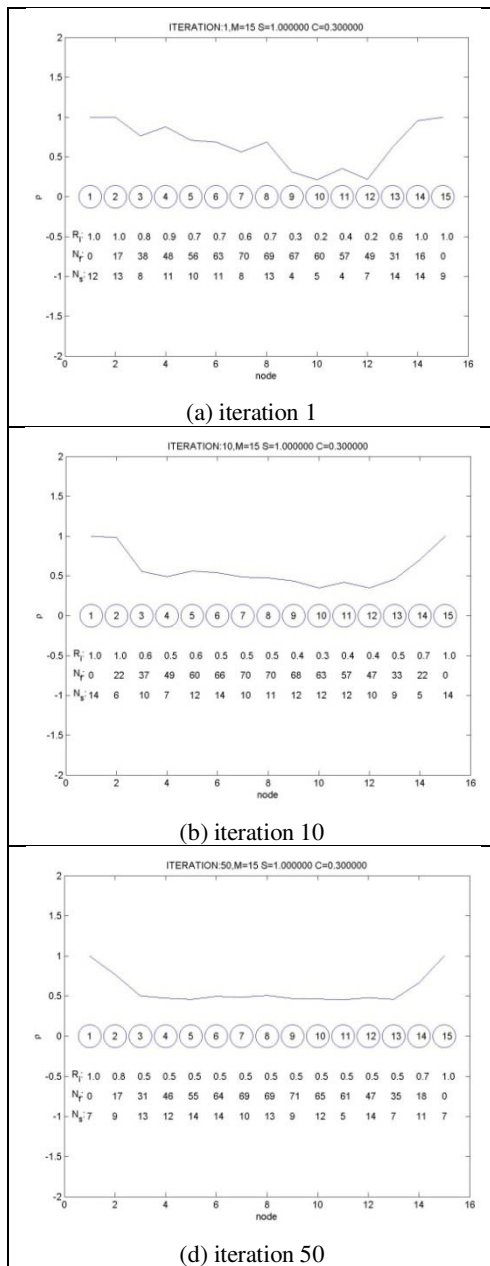 ITERATION:1,M=15 S=1.000000 C=0.300000
2
1.5
1
0.5
ρ 0 1 2 3 4 5 6 7 8 9 10 11 12 13 14 15
-0.5 R_i: 1.0 1.0 0.8 0.9 0.7 0.7 0.6 0.7 0.3 0.2 0.4 0.2 0.6 1.0 1.0
N_r: 0 17 38 48 56 63 70 69 67 60 57 49 31 16 0
-1 N_s: 12 13 8 11 10 11 8 13 4 5 4 7 14 14 9
-1.5
-2
0 2 4 6 8 10 12 14 16
node
(a) iteration 1
ITERATION:10,M=15 S=1.000000 C=0.300000
2
1.5
1
0.5
ρ 0 1 2 3 4 5 6 7 8 9 10 11 12 13 14 15
-0.5 R_i: 1.0 1.0 0.6 0.5 0.6 0.5 0.5 0.5 0.4 0.3 0.4 0.4 0.5 0.7 1.0
N_r: 0 22 37 49 60 66 70 70 68 63 57 47 33 22 0
-1 N_s: 14 6 10 7 12 14 10 11 12 12 12 10 9 5 14
-1.5
-2
0 2 4 6 8 10 12 14 16
node
(b) iteration 10
ITERATION:50,M=15 S=1.000000 C=0.300000
2
1.5
1
0.5
ρ 0 1 2 3 4 5 6 7 8 9 10 11 12 13 14 15
-0.5 R_i: 1.0 0.8 0.5 0.5 0.5 0.5 0.5 0.5 0.5 0.5 0.5 0.5 0.5 0.7 1.0
N_r: 0 17 31 46 55 64 69 69 71 65 61 47 35 18 0
-1 N_s: 7 9 13 12 14 14 10 13 9 12 5 14 7 11 7
-1.5
-2
0 2 4 6 8 10 12 14 16
node
(d) iteration 50